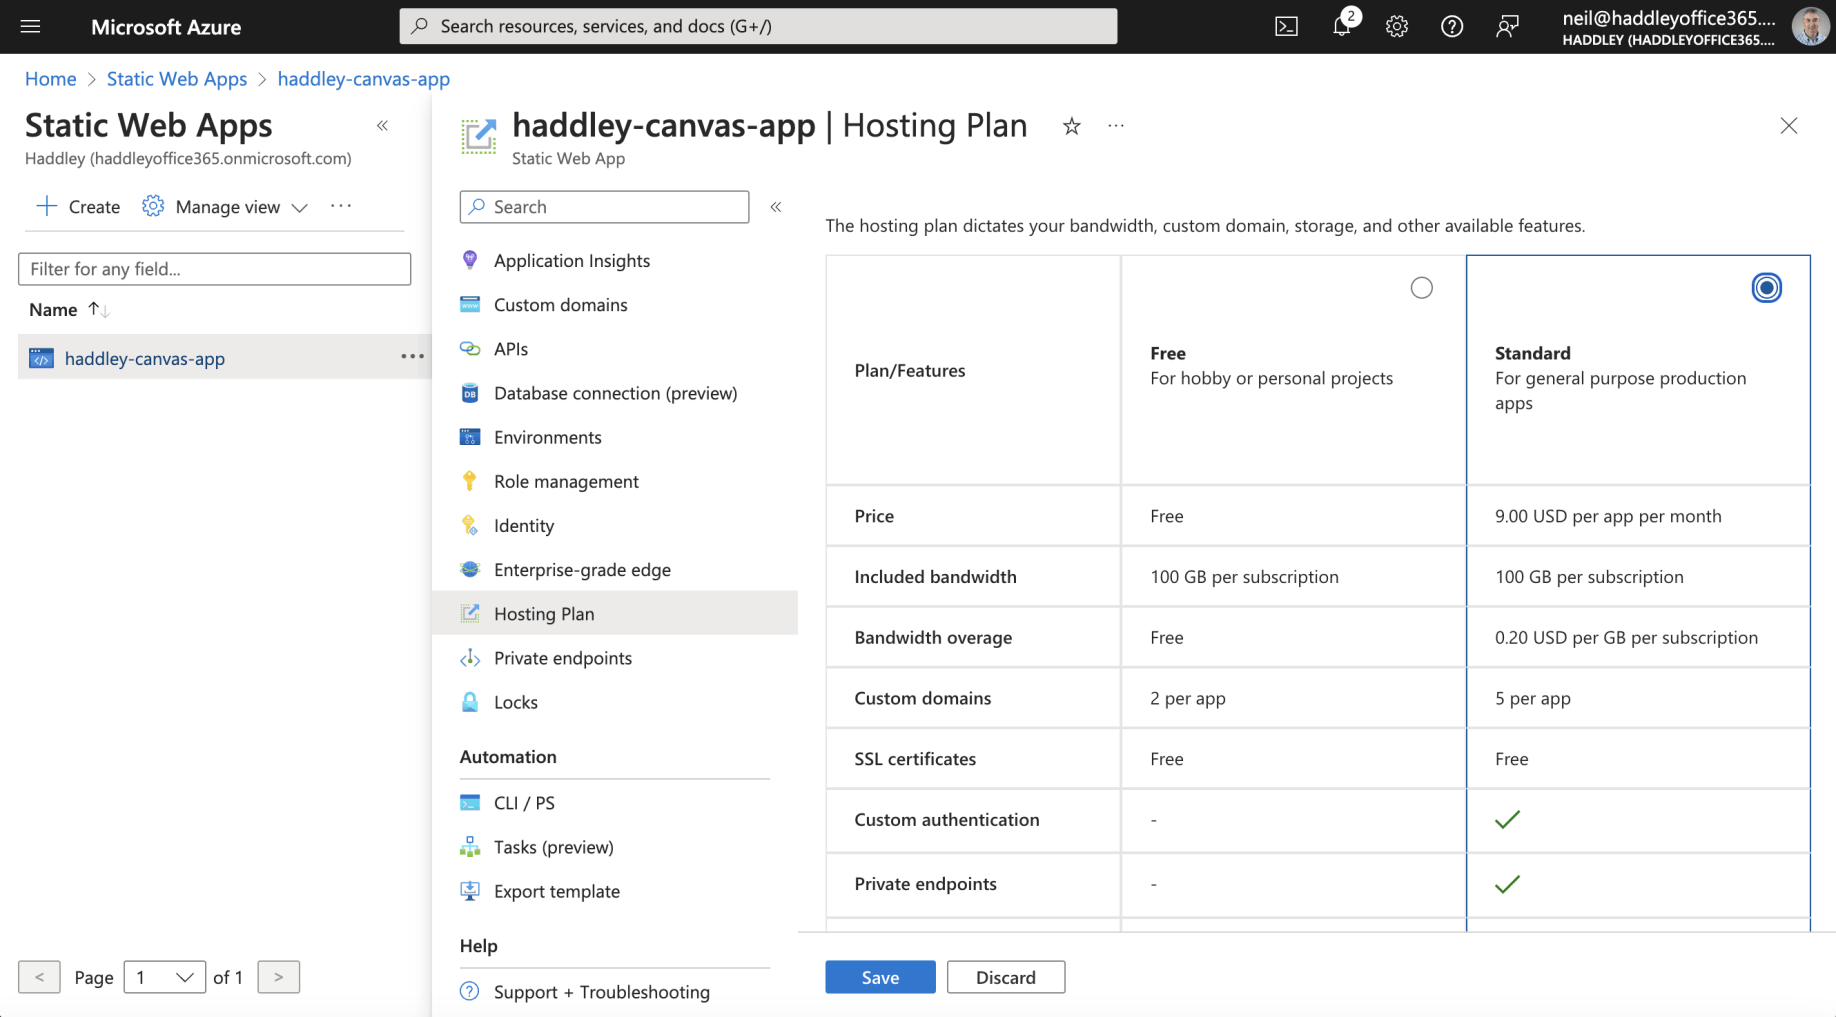 Microsoft Azure
Search resources, services, and docs (G+/)
2
neil@haddleyoffice365....
HADDLEY (HADDLEYOFFICE365....
Home > Static Web Apps > haddley-canvas-app
Static Web Apps
Haddley (haddleyoffice365.onmicrosoft.com)
Create
Manage view
Filter for any field...
Name
haddley-canvas-app
< Page 1 of 1 >
haddley-canvas-app | Hosting Plan
Static Web App
Search
Application Insights
Custom domains
APIs
Database connection (preview)
Environments
Role management
Identity
Enterprise-grade edge
Hosting Plan
Private endpoints
Locks
Automation
CLI / PS
Tasks (preview)
Export template
Help
Support + Troubleshooting
The hosting plan dictates your bandwidth, custom domain, storage, and other available features.
Plan/Features
Free
For hobby or personal projects
Standard
For general purpose production
apps
Price Free 9.00 USD per app per month
Included bandwidth 100 GB per subscription 100 GB per subscription
Bandwidth overage Free 0.20 USD per GB per subscription
Custom domains 2 per app 5 per app
SSL certificates Free Free
Custom authentication -
Private endpoints -
Save Discard